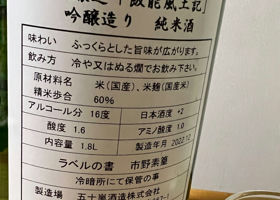 飯能風土記」
吟醸造り 純米酒
味わい ふっくらとした旨味が広がります。
飲み方 冷や又はぬる燗でお飲み下さい。
原材料名 米(国産)、米麹(国産米)
精米歩合 60%
アルコール分 16度 日本酒度 +2
酸度 1.6 アミノ酸度 1.0
内容量 1.8L 製造年月 2022.12
ラベルの書 市野素箪
冷暗所にて保管の事
製造者 五十嵐酒造株式会社